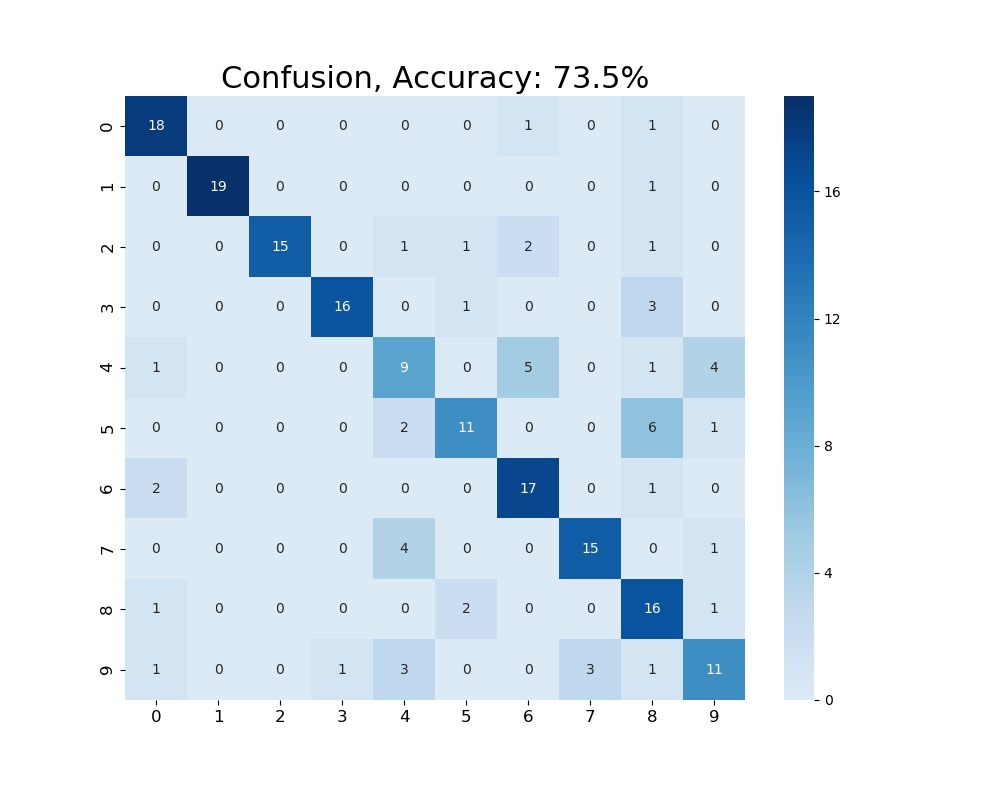 Confusion, Accuracy: 73.5%
0 18 0 0 0 0 0 1 0 1 0
1 0 19 0 0 0 0 0 0 1 0
16
2 0 0 15 0 1 1 2 0 1 0
3 0 0 0 16 0 1 0 0 3 0
12
4 1 0 0 0 9 0 5 0 1 4
5 0 0 0 0 2 11 0 0 6 1
8
6 2 0 0 0 0 0 17 0 1 0
7 0 0 0 0 4 0 0 15 0 1
4
8 1 0 0 0 0 2 0 0 16 1
9 1 0 0 1 3 0 0 3 1 11
0
0 1 2 3 4 5 6 7 8 9